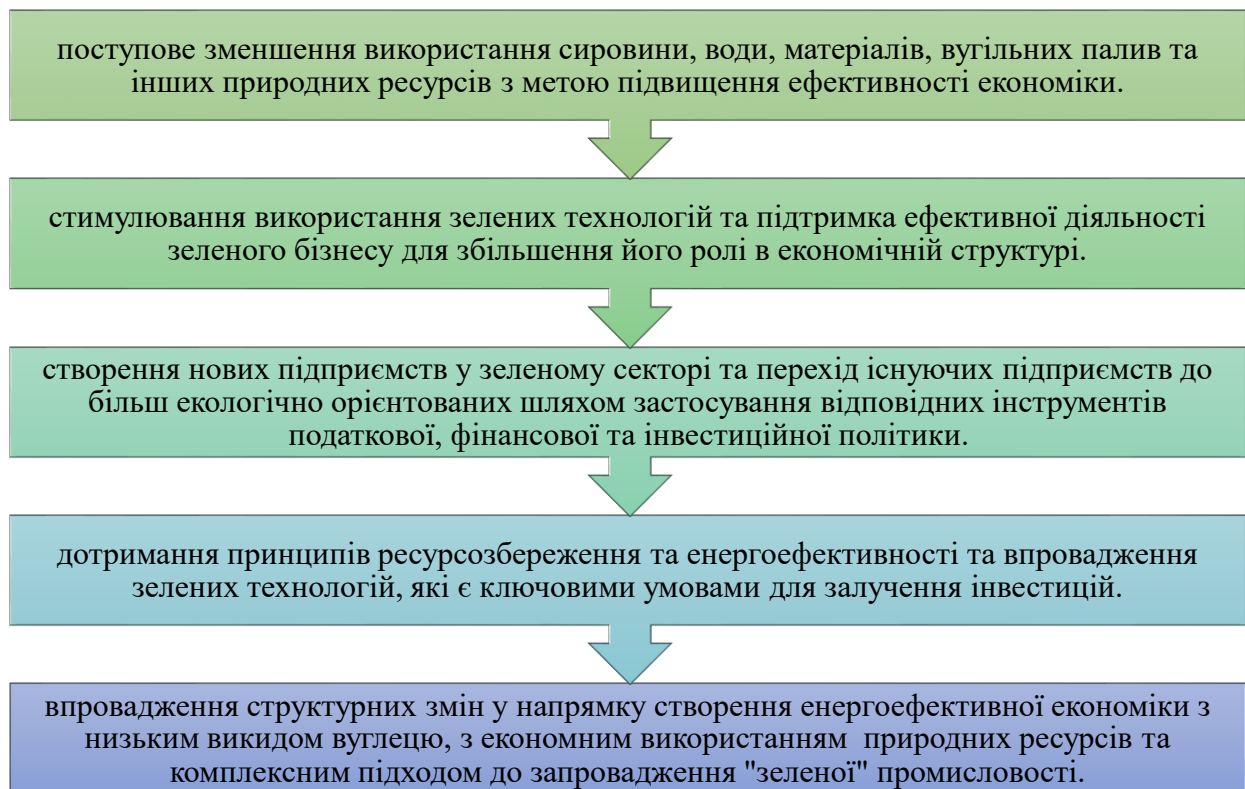 поступове зменшення використання сировини, води, матеріалів, вугільних палив та
інших природних ресурсів з метою підвищення ефективності економіки.
стимулювання використання зелених технологій та підтримка ефективної діяльності
зеленого бізнесу для збільшення його ролі в економічній структурі.
створення нових підприємств у зеленому секторі та перехід існуючих підприємств до
більш екологічно орієнтованих шляхом застосування відповідних інструментів
податкової, фінансової та інвестиційної політики.
дотримання принципів ресурсозбереження та енергоефективності та впровадження
зелених технологій, які є ключовими умовами для залучення інвестицій.
впровадження структурних змін у напрямку створення енергоефективної економіки з
низьким викидом вуглецю, з економним використанням  природних ресурсів та
комплексним підходом до запровадження "зеленої" промисловості.